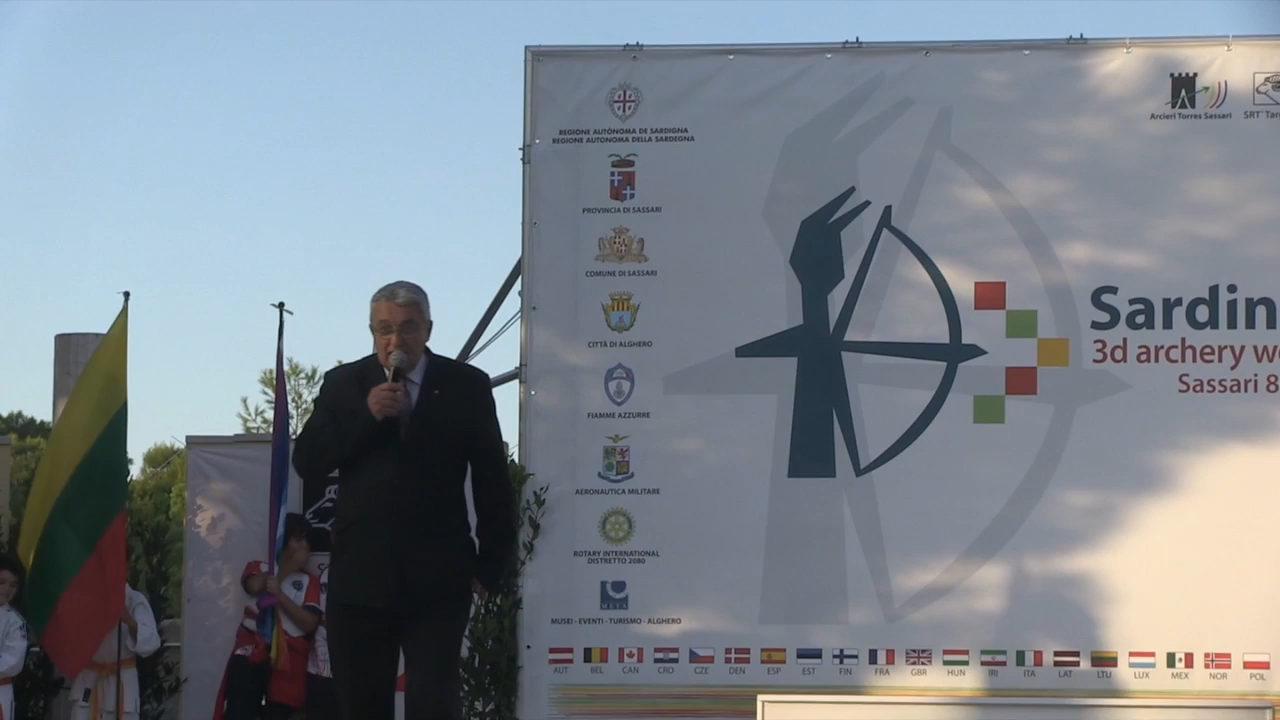 REGIONE AUTÒNOMA DE SARDIGNA
REGIONE AUTONOMA DELLA SARDEGNA
PROVINCIA DI SASSARI
COMUNE DI SASSARI
CITTÀ DI ALGHERO
FIAMME AZZURRE
AERONAUTICA MILITARE
ROTARY INTERNATIONAL
DISTRETTO 2080
MUSEI - EVENTI - TURISMO - ALGHERO
Arcieri Torres Sassari
SRT
Sardin
3d archery
Sassari 8
AUT BEL CAN CRO CZE DEN ESP EST FIN FRA GBR HUN IRI ITA LAT LTU LUX MEX NOR POL